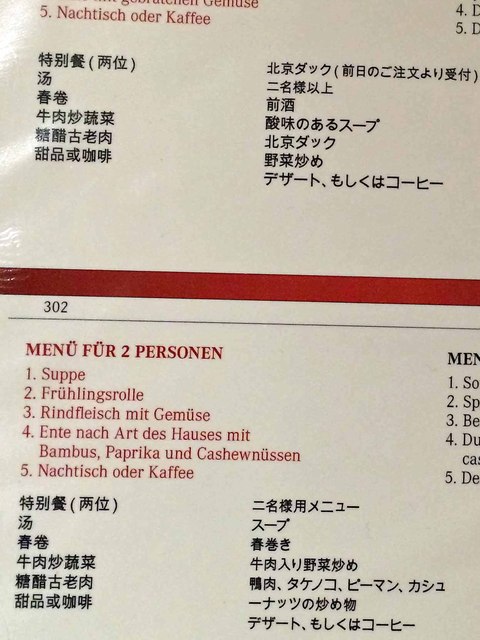 mit gebratenen Gemüse
5. Nachtisch oder Kaffee
4. D
5. D
特别餐（两位）
汤
春卷
牛肉炒蔬菜
糖醋古老肉
甜品或咖啡
北京ダック（前日のご注文より受付）
二名様以上
前酒
酸味のあるスープ
北京ダック
野菜炒め
デザート、もしくはコーヒー
302
MENÜ FÜR 2 PERSONEN
1. Suppe
2. Frühlingsrolle
3. Rindfleisch mit Gemüse
4. Ente nach Art des Hauses mit
Bambus, Paprika und Cashewnüssen
5. Nachtisch oder Kaffee
MEN
1. So
2. Sp
3. Be
4. Du
cas
5. De
特别餐（两位）
汤
春卷
牛肉炒蔬菜
糖醋古老肉
甜品或咖啡
二名様用メニュー
スープ
春巻き
牛肉入り野菜炒め
鴨肉、タケノコ、ピーマン、カシュ
ーナッツの炒め物
デザート、もしくはコーヒー